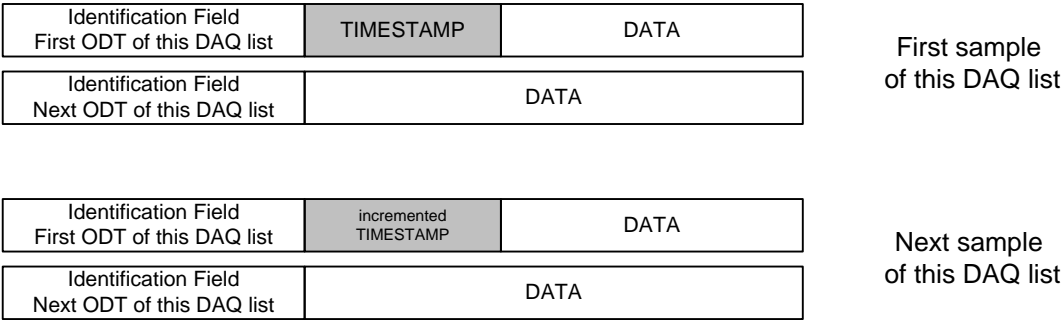 Identification Field
First ODT of this DAQ list
TIMESTAMP
DATA
First sample
of this DAQ list
Identification Field
Next ODT of this DAQ list
DATA
Identification Field
First ODT of this DAQ list
incremented
TIMESTAMP
DATA
Next sample
of this DAQ list
Identification Field
Next ODT of this DAQ list
DATA